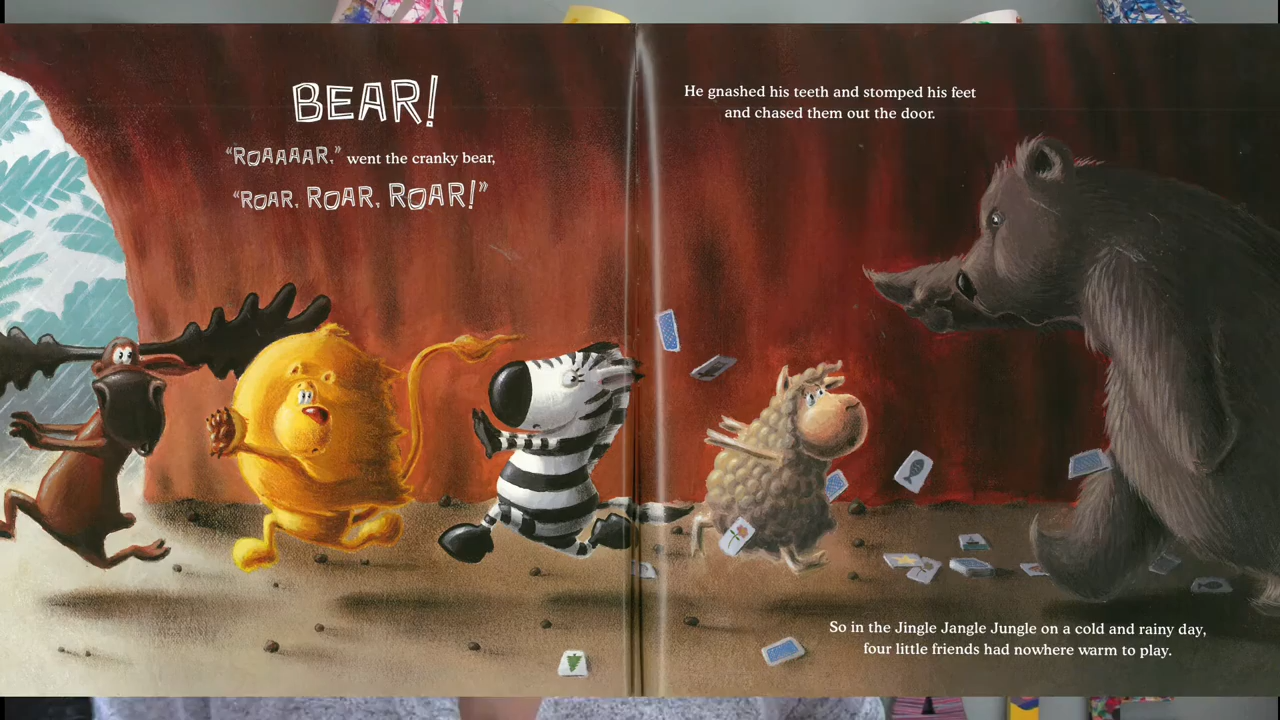 BEAR!
“ROAAAAR,” went the cranky bear,
“ROAR, ROAR, ROAR!”
He gnashed his teeth and stomped his feet
and chased them out the door.
So in the Jingle Jangle Jungle on a cold and rainy day,
four little friends had nowhere warm to play.